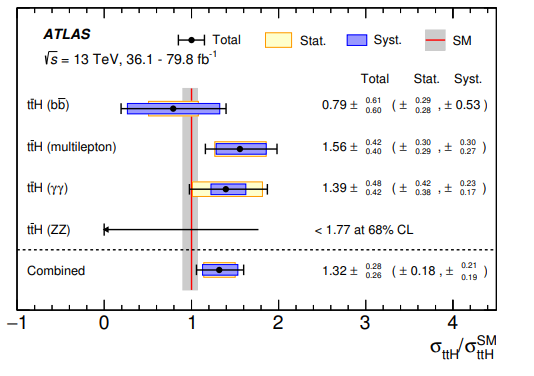 ATLAS Total Stat. Syst. SM
√s = 13 TeV, 36.1 - 79.8 fb⁻¹
Total Stat. Syst.
tt̄H (bb̄) 0.79 ± 0.61 0.60 ( ± 0.29 0.28 , ± 0.53 )
tt̄H (multilepton) 1.56 ± 0.42 0.40 ( ± 0.30 0.29 , ± 0.30 0.27 )
tt̄H (γγ) 1.39 ± 0.48 0.42 ( ± 0.42 0.38 , ± 0.23 0.17 )
tt̄H (ZZ) < 1.77 at 68% CL
Combined 1.32 ± 0.28 0.26 ( ± 0.18 , ± 0.21 0.19 )
−1 0 1 2 3 4
σttH/σSMttH